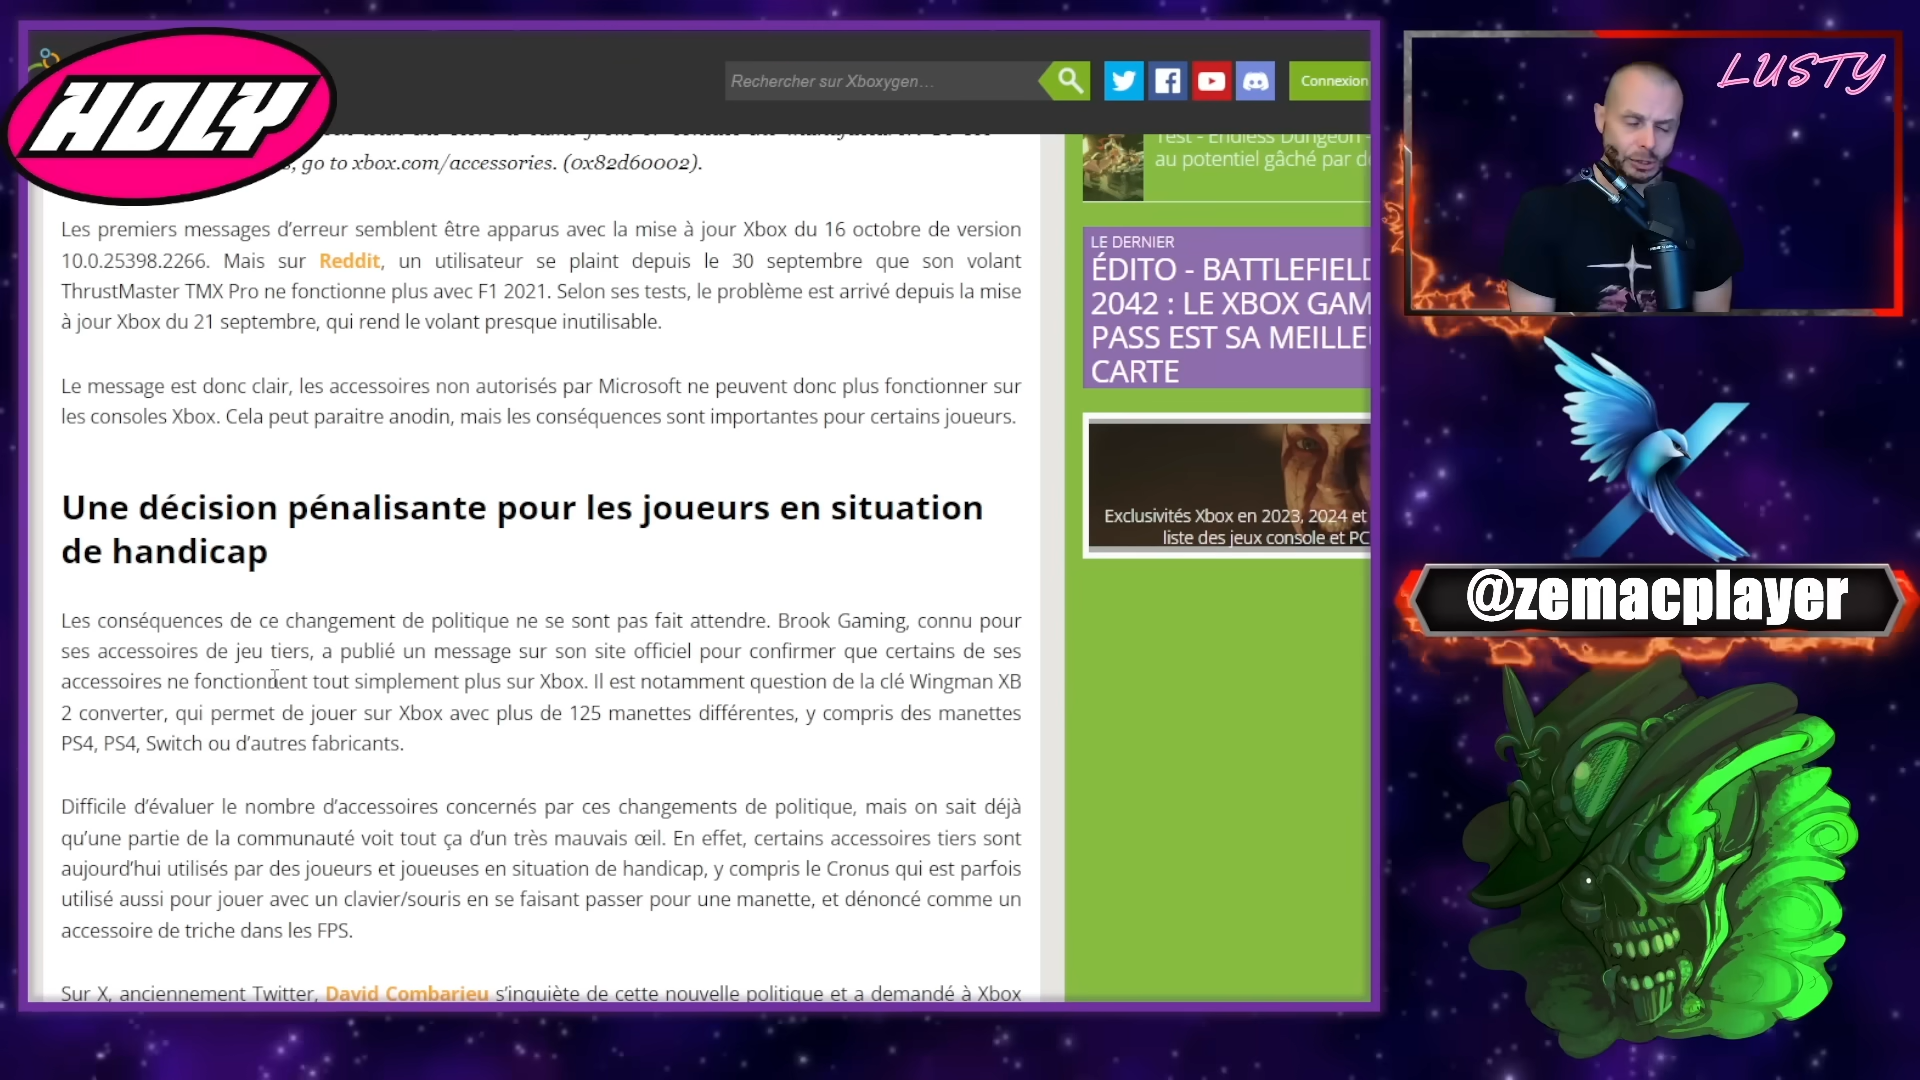 HOLY
Rechercher sur Xboxygen...
Connexion
go to xbox.com/accessories. (0x82d60002).
Les premiers messages d’erreur semblent être apparus avec la mise à jour Xbox du 16 octobre de version
10.0.25398.2266. Mais sur Reddit, un utilisateur se plaint depuis le 30 septembre que son volant
ThrustMaster TMX Pro ne fonctionne plus avec F1 2021. Selon ses tests, le problème est arrivé depuis la mise
à jour Xbox du 21 septembre, qui rend le volant presque inutilisable.
Le message est donc clair, les accessoires non autorisés par Microsoft ne peuvent donc plus fonctionner sur
les consoles Xbox. Cela peut paraitre anodin, mais les conséquences sont importantes pour certains joueurs.
Une décision pénalisante pour les joueurs en situation
de handicap
Les conséquences de ce changement de politique ne se sont pas fait attendre. Brook Gaming, connu pour
ses accessoires de jeu tiers, a publié un message sur son site officiel pour confirmer que certains de ses
accessoires ne fonctionnent tout simplement plus sur Xbox. Il est notamment question de la clé Wingman XB
2 converter, qui permet de jouer sur Xbox avec plus de 125 manettes différentes, y compris des manettes
PS4, PS4, Switch ou d’autres fabricants.
Difficile d’évaluer le nombre d’accessoires concernés par ces changements de politique, mais on sait déjà
qu’une partie de la communauté voit tout ça d’un très mauvais œil. En effet, certains accessoires tiers sont
aujourd’hui utilisés par des joueurs et joueuses en situation de handicap, y compris le Cronus qui est parfois
utilisé aussi pour jouer avec un clavier/souris en se faisant passer pour une manette, et dénoncé comme un
accessoire de triche dans les FPS.
Sur X, anciennement Twitter, David Combarieu s’inquiète de cette nouvelle politique et a demandé à Xbox
Test - Endless Dungeon -
au potentiel gâché par d
LE DERNIER
ÉDITO - BATTLEFIELD
2042 : LE XBOX GAM
PASS EST SA MEILLE
CARTE
Exclusivités Xbox en 2023, 2024 et
liste des jeux console et PC
LUSTY
@zemacplayer